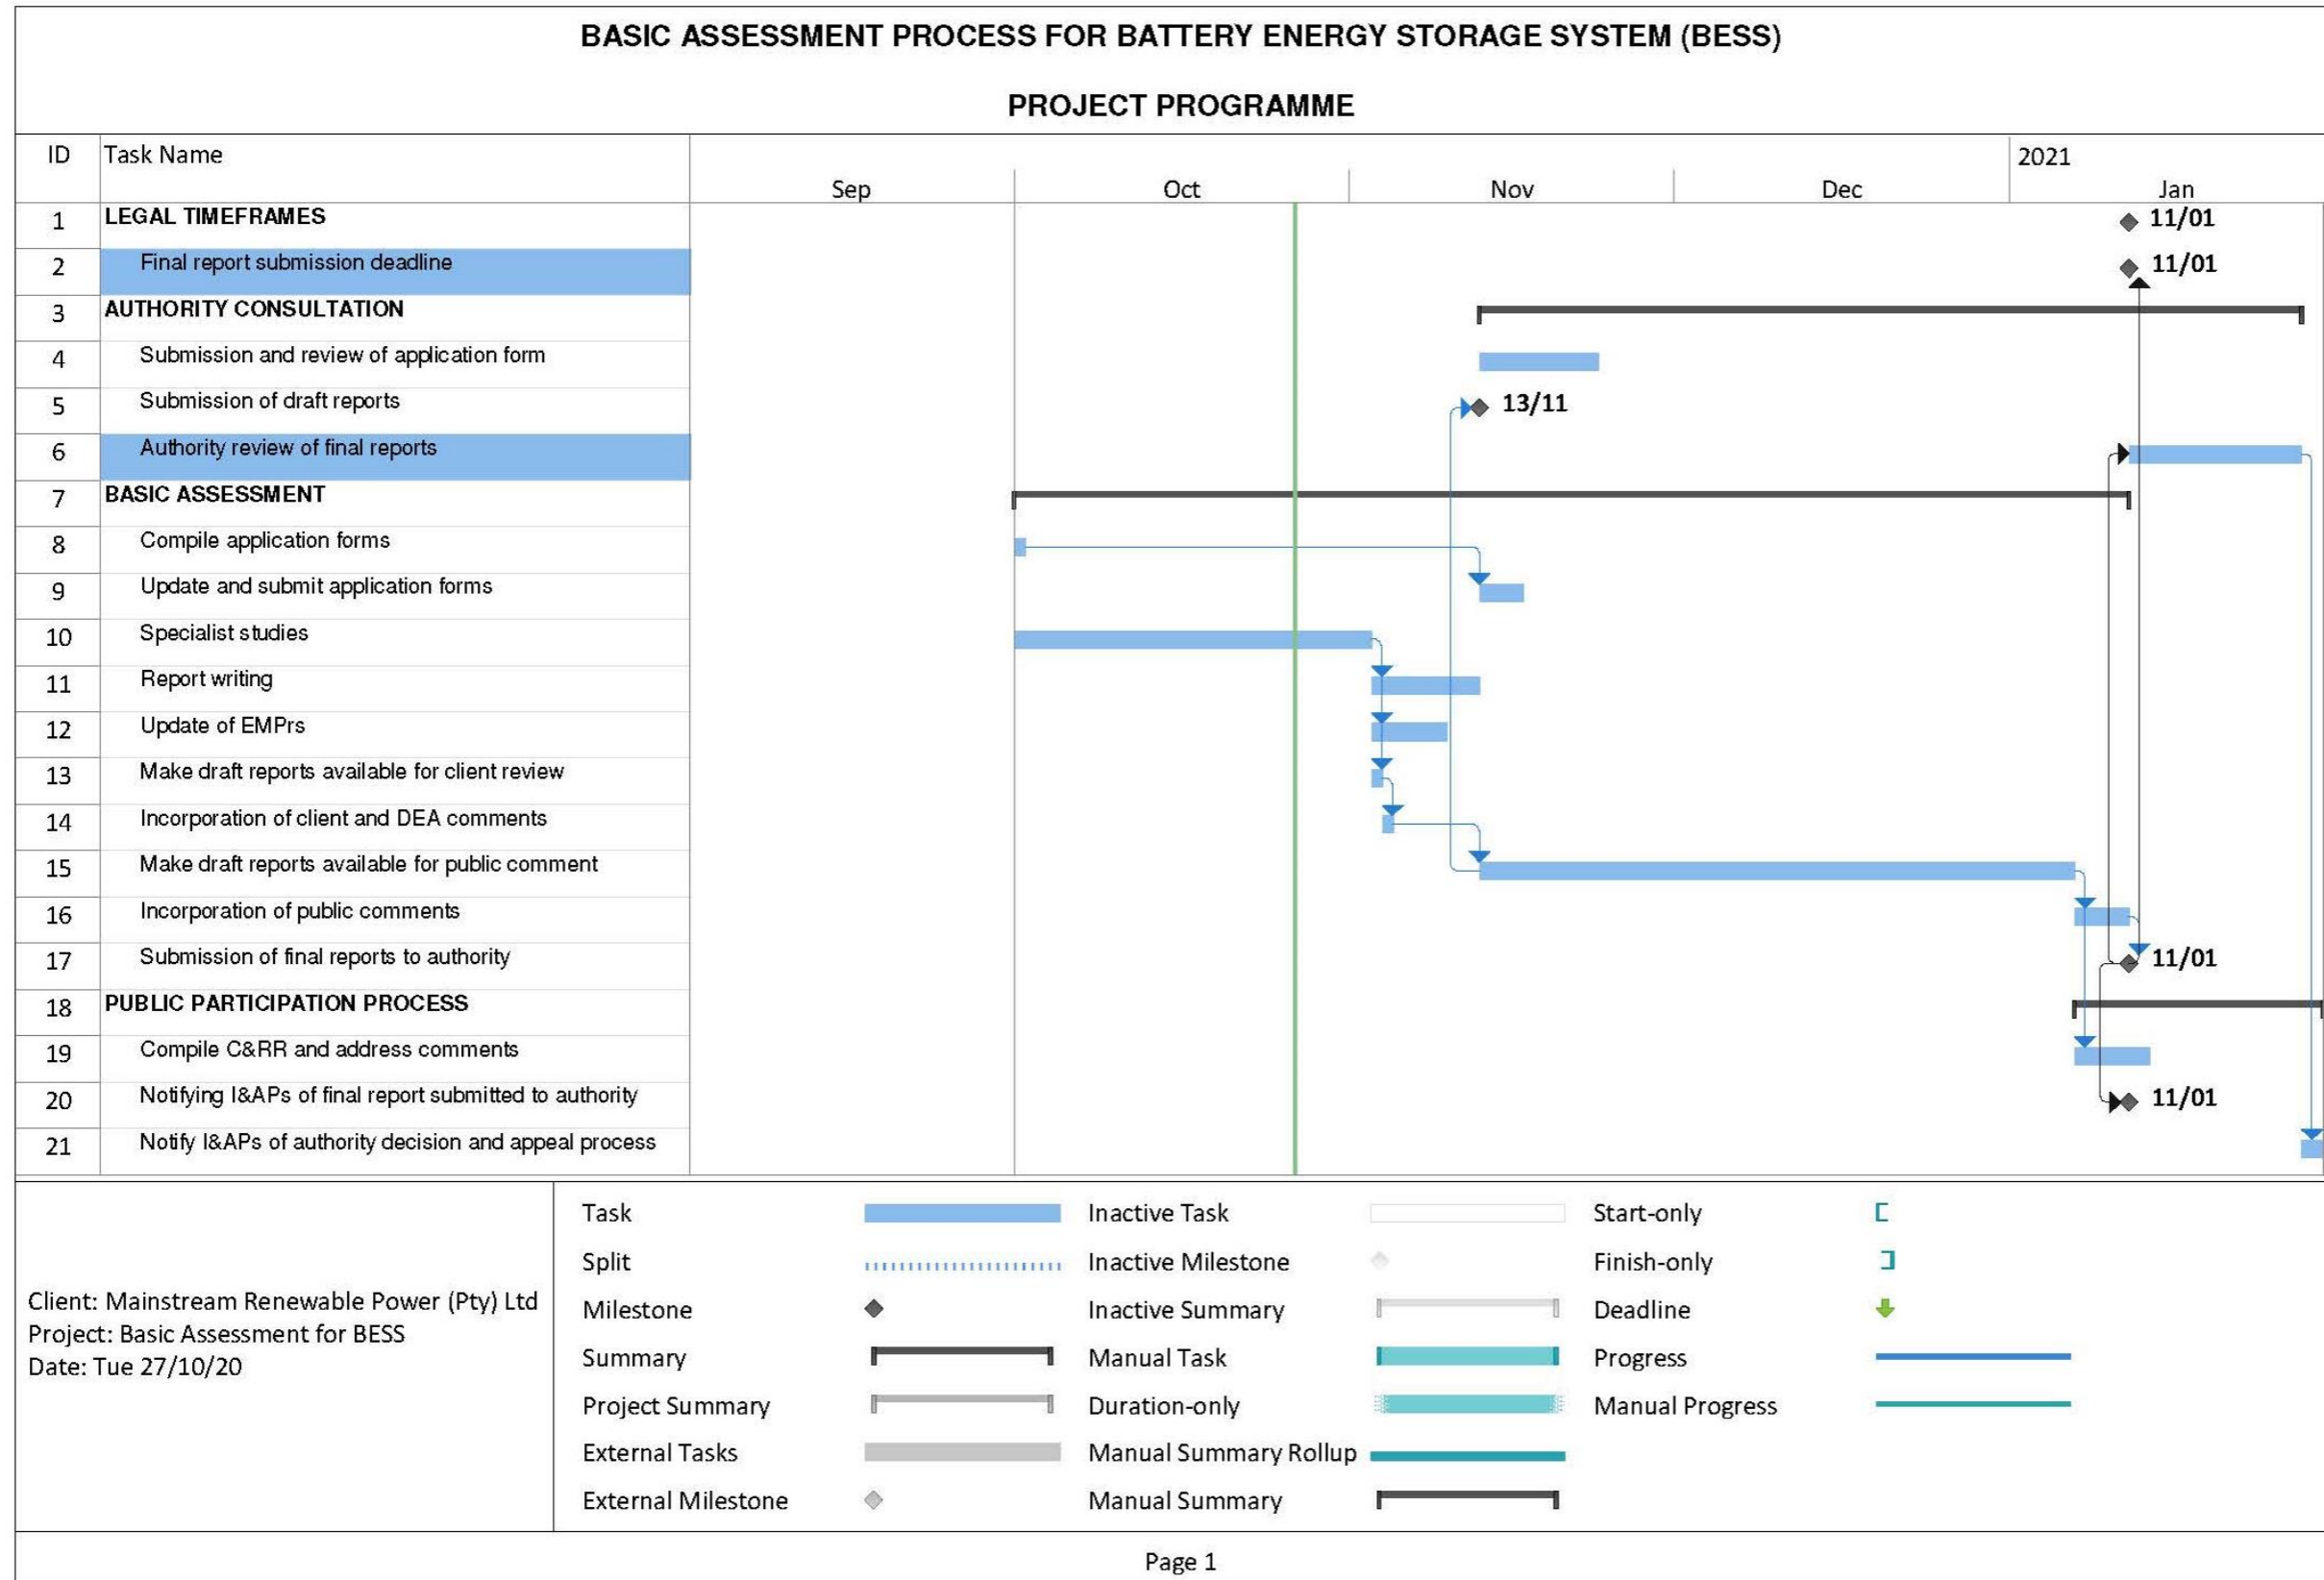 BASIC ASSESSMENT PROCESS FOR BATTERY ENERGY STORAGE SYSTEM (BESS)
PROJECT PROGRAMME
ID Task Name 2021
Sep Oct Nov Dec Jan
1 LEGAL TIMEFRAMES 11/01
2 Final report submission deadline 11/01
3 AUTHORITY CONSULTATION
4 Submission and review of application form
5 Submission of draft reports 13/11
6 Authority review of final reports
7 BASIC ASSESSMENT
8 Compile application forms
9 Update and submit application forms
10 Specialist studies
11 Report writing
12 Update of EMPrs
13 Make draft reports available for client review
14 Incorporation of client and DEA comments
15 Make draft reports available for public comment
16 Incorporation of public comments
17 Submission of final reports to authority 11/01
18 PUBLIC PARTICIPATION PROCESS
19 Compile C&RR and address comments
20 Notifying I&APs of final report submitted to authority 11/01
21 Notify I&APs of authority decision and appeal process
Client: Mainstream Renewable Power (Pty) Ltd
Project: Basic Assessment for BESS
Date: Tue 27/10/20
Task Inactive Task Start-only
Split Inactive Milestone Finish-only
Milestone Inactive Summary Deadline
Summary Manual Task Progress
Project Summary Duration-only Manual Progress
External Tasks Manual Summary Rollup
External Milestone Manual Summary
Page 1